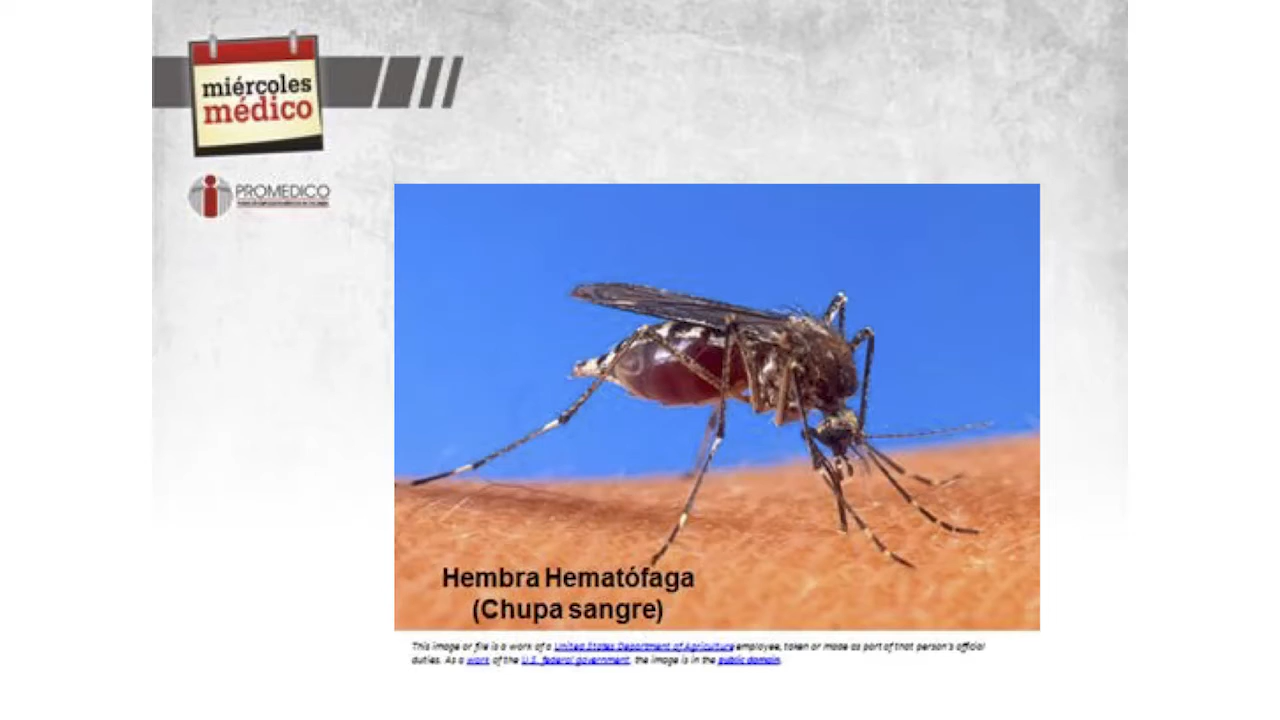 miércoles
médico
PROMEDICO
Hembra Hematófaga
(Chupa sangre)
This image or file is a work of a United States Department of Agriculture employee, taken or made as part of that person's official
duties. As a work of the U.S. federal government, the image is in the public domain.